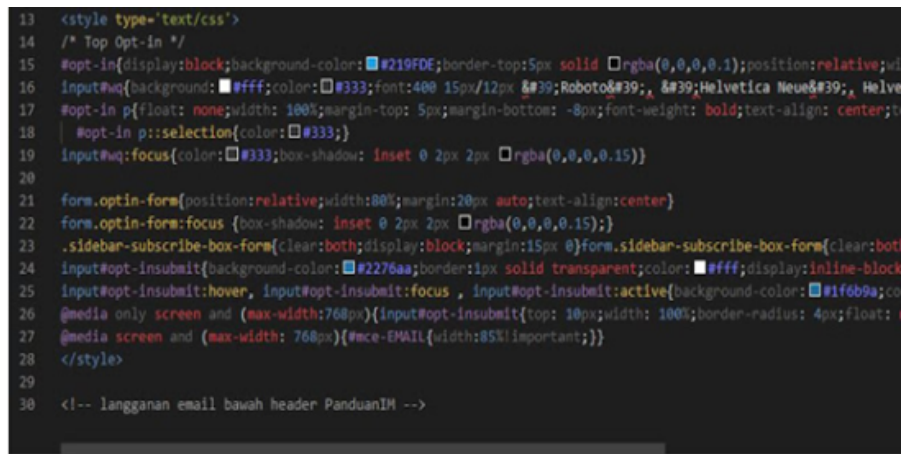 13 <style type='text/css'>
14 /* Top Opt-in */
15 #opt-in{display:block;background-color:#219FDE;border-top:5px solid rgba(0,0,0,0.1);position:relative;wi
16 input#wq{background:#fff;color:#333;font:400 15px/12px &#39;Roboto&#39;, &#39;Helvetica Neue&#39;, Helve
17 #opt-in p{float: none;width: 100%;margin-top: 5px;margin-bottom: -8px;font-weight: bold;text-align: center;t
18 #opt-in p::selection{color:#333;}
19 input#wq:focus{color:#333;box-shadow: inset 0 2px 2px rgba(0,0,0,0.15)}
20
21 form.optin-form{position:relative;width:80%;margin:20px auto;text-align:center}
22 form.optin-form:focus {box-shadow: inset 0 2px 2px rgba(0,0,0,0.15);}
23 .sidebar-subscribe-box-form{clear:both;display:block;margin:15px 0}form.sidebar-subscribe-box-form{clear:both
24 input#opt-insubmit{background-color:#2276aa;border:1px solid transparent;color:#fff;display:inline-block
25 input#opt-insubmit:hover, input#opt-insubmit:focus , input#opt-insubmit:active{background-color:#1f6b9a;co
26 @media only screen and (max-width:768px){input#opt-insubmit{top: 10px;width: 100%;border-radius: 4px;float:
27 @media screen and (max-width: 768px){#mce-EMAIL{width:85%!important;}}
28 </style>
29
30 <!-- langganan email bawah header PanduanIM -->